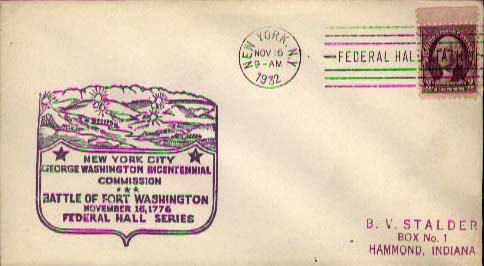 NEW YORK, N.Y.
NOV 16
9-AM
1932
FEDERAL HALL STATION
NEW YORK CITY
GEORGE WASHINGTON BICENTENNIAL
COMMISSION
BATTLE OF FORT WASHINGTON
NOVEMBER 16, 1776
FEDERAL HALL SERIES
B. V. STALDER
BOX No. 1
HAMMOND, INDIANA